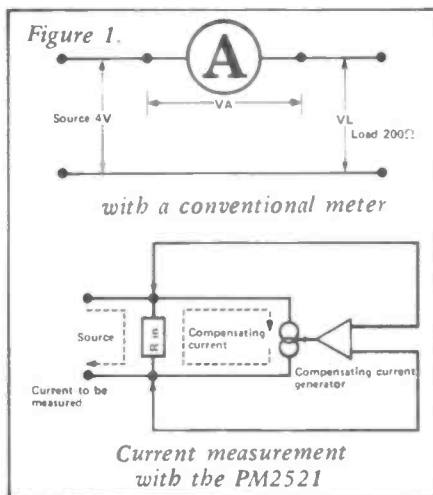 Figure 1.
A
VA
Source 4V
VL
Load 200Ω
with a conventional meter
R in
Source
Compensating
current
Compensating current
generator
Current to be
measured
Current measurement
with the PM2521